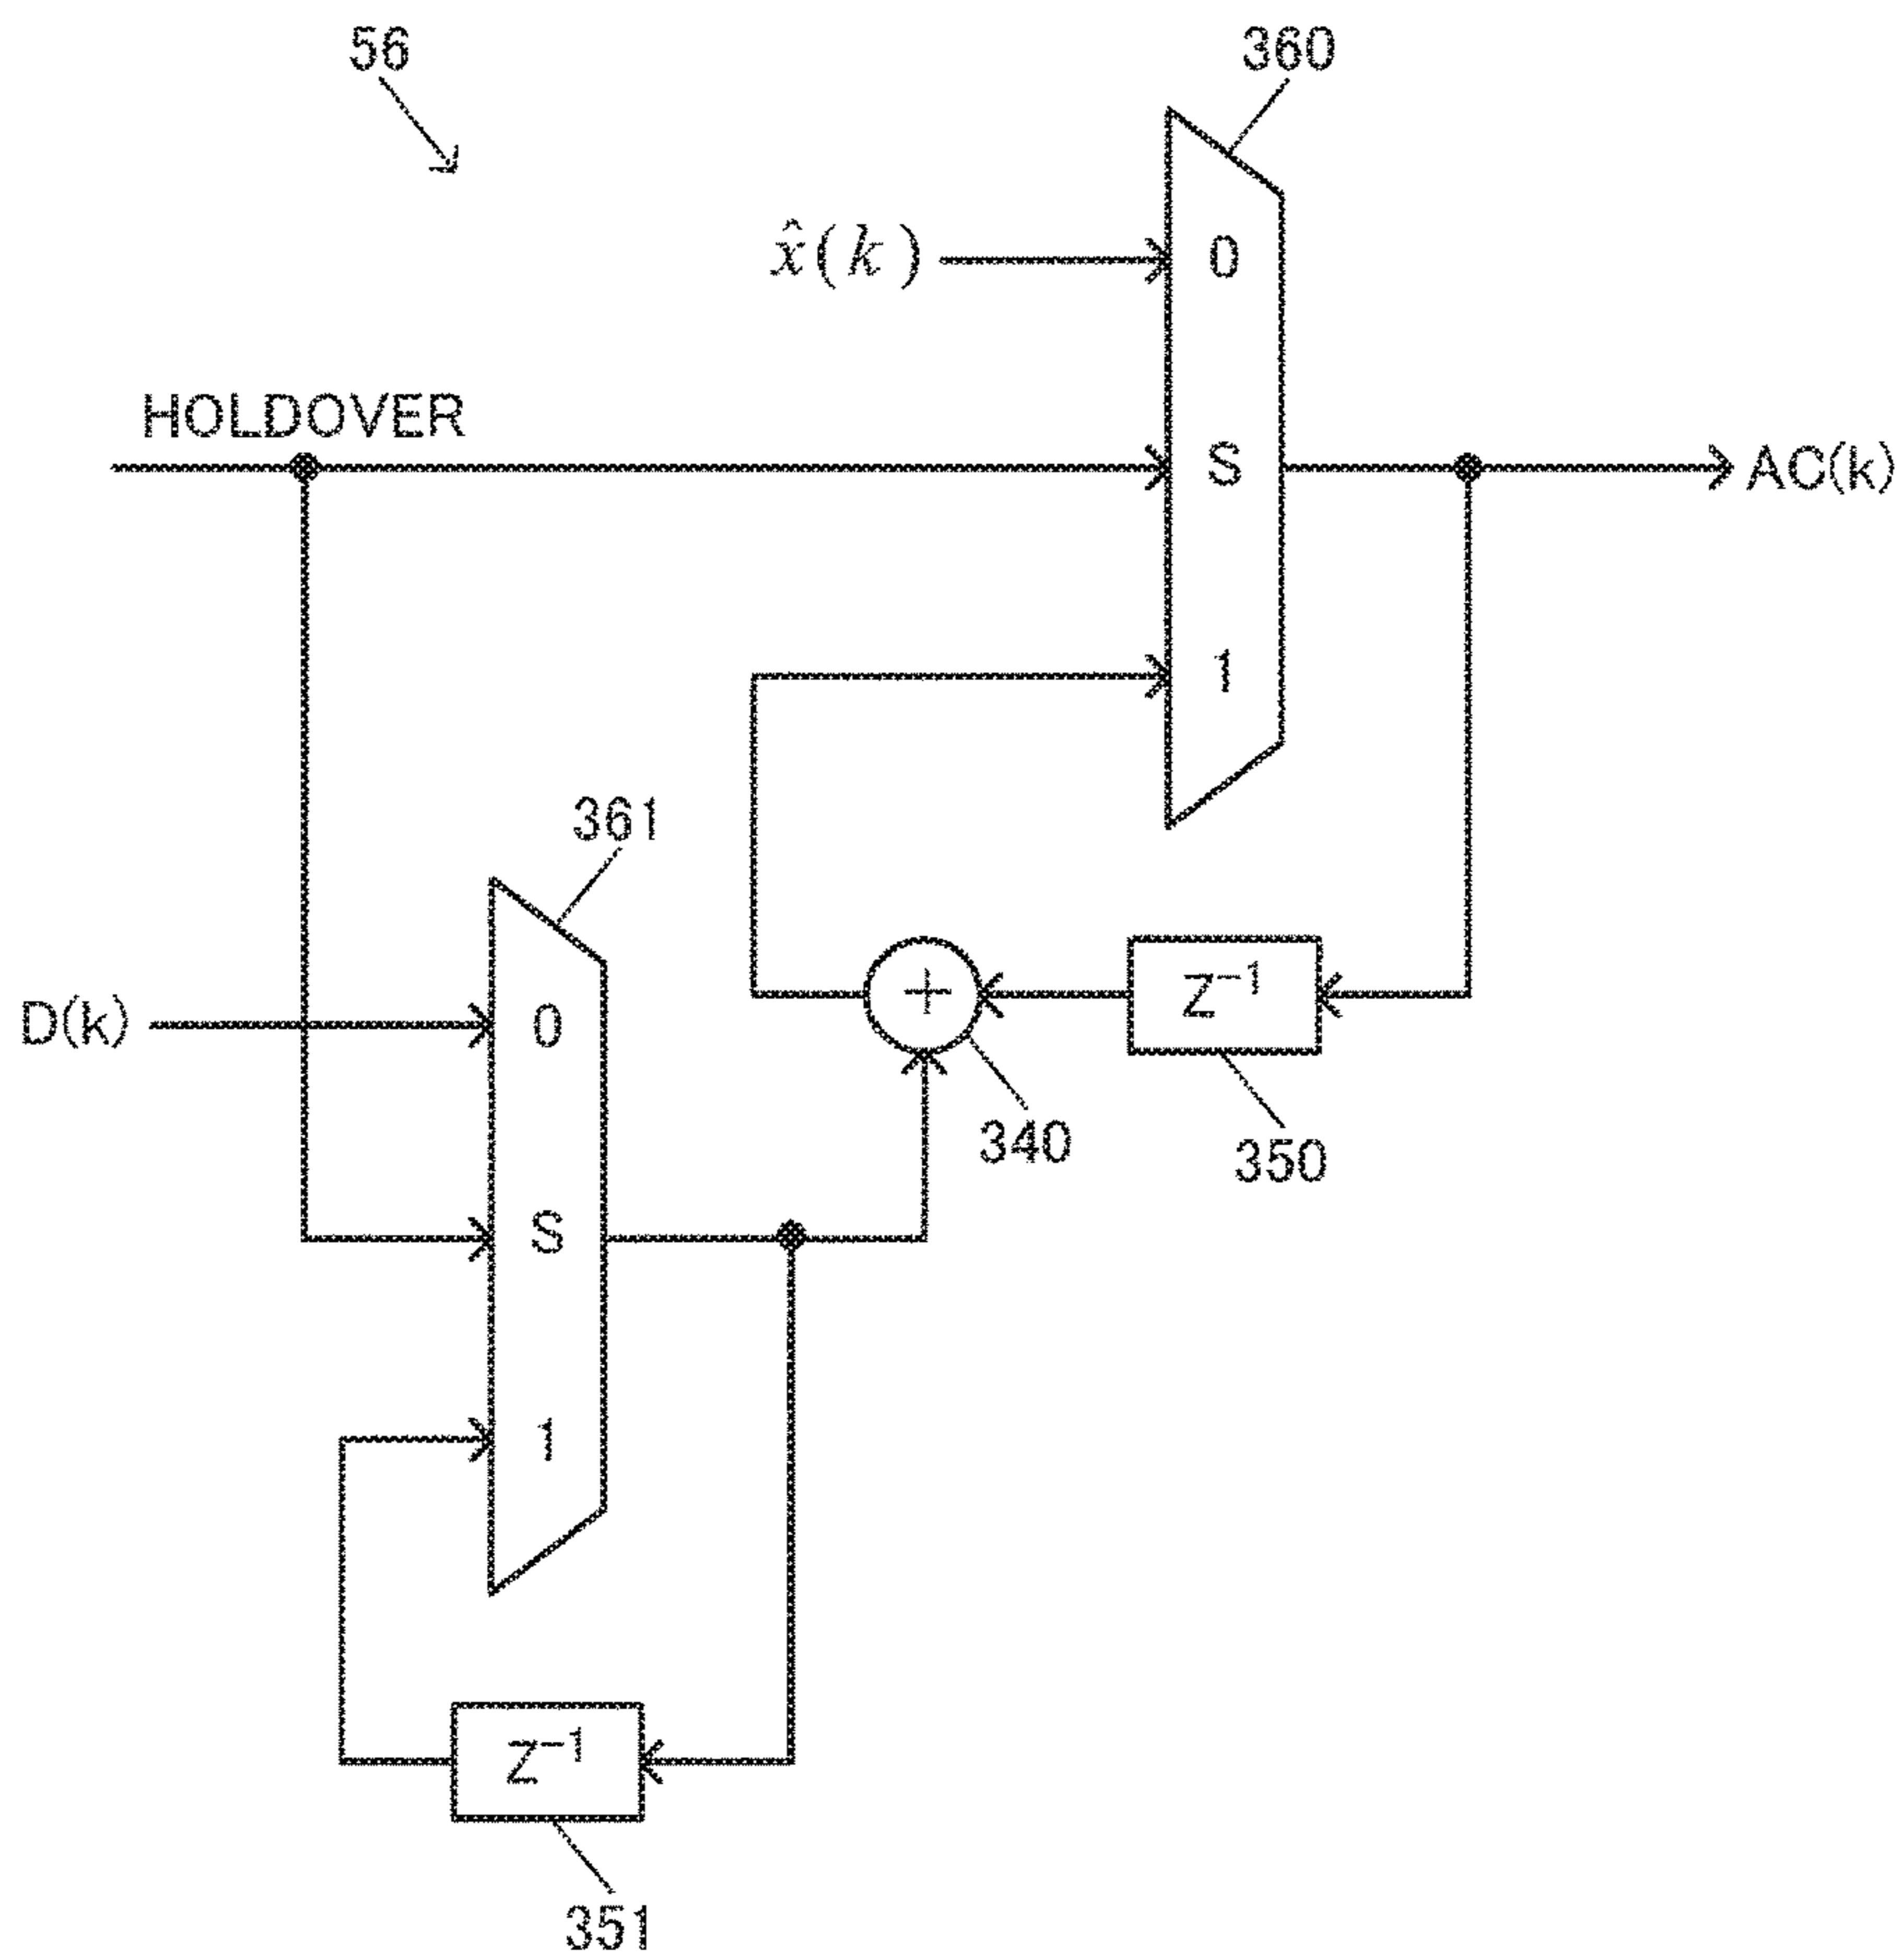 56
360
x̂(k)
0
HOLDOVER
S
AC(k)
1
361
D(k)
0
+
Z⁻¹
340
350
S
1
Z⁻¹
351